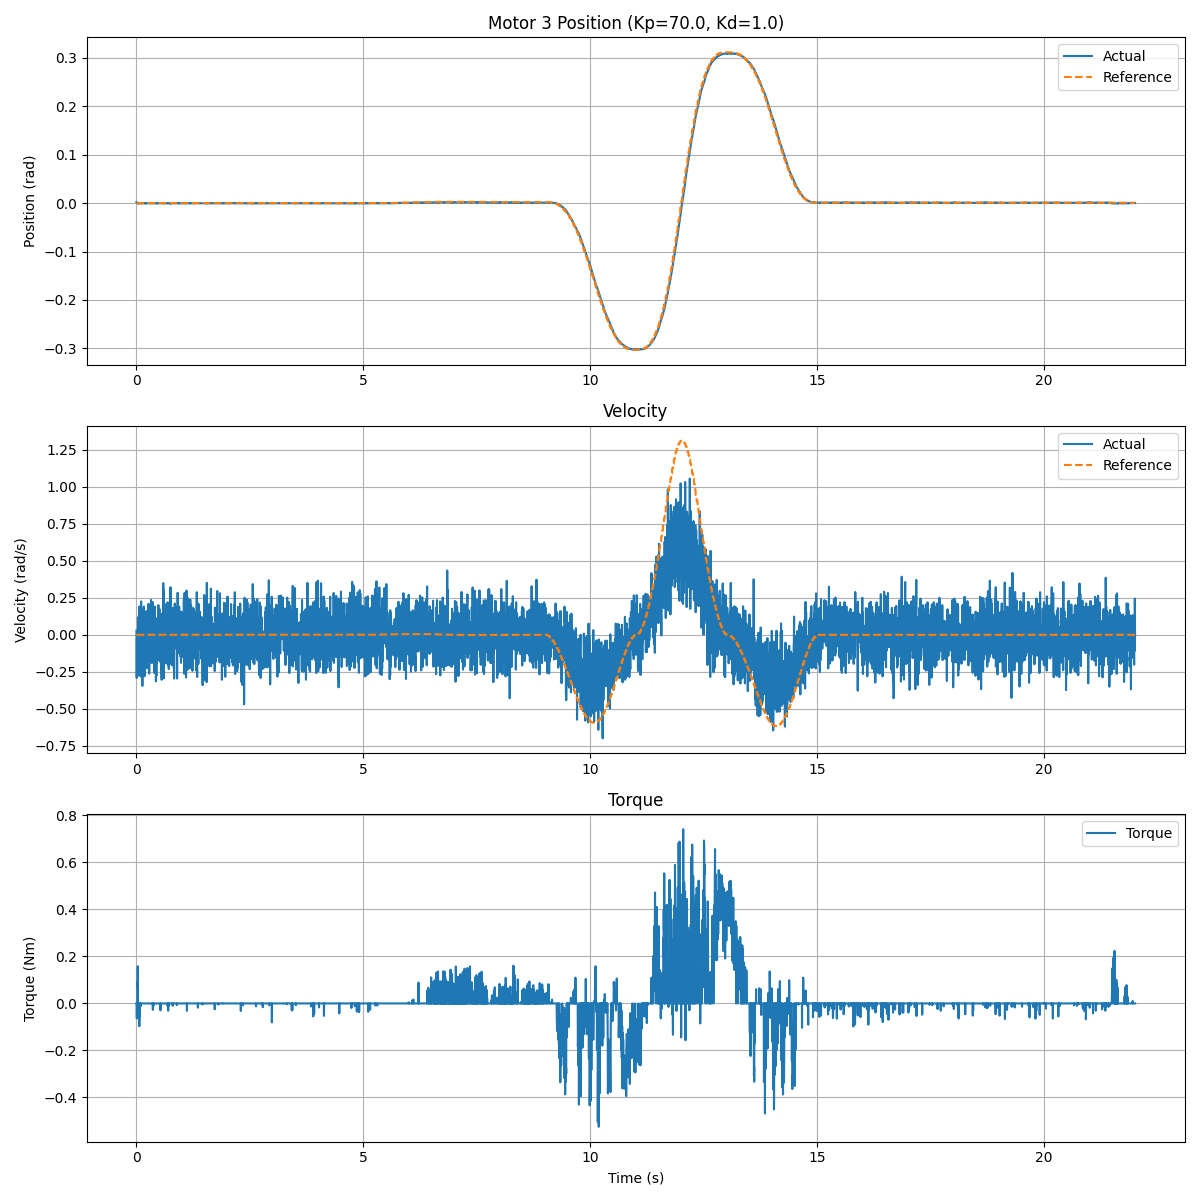 Motor 3 Position (Kp=70.0, Kd=1.0)
Position (rad)
0.3
0.2
0.1
0.0
−0.1
−0.2
−0.3
Actual
Reference
0 5 10 15 20
Velocity
Velocity (rad/s)
1.25
1.00
0.75
0.50
0.25
0.00
−0.25
−0.50
−0.75
Actual
Reference
0 5 10 15 20
Torque
Torque (Nm)
0.8
0.6
0.4
0.2
0.0
−0.2
−0.4
Torque
0 5 10 15 20
Time (s)